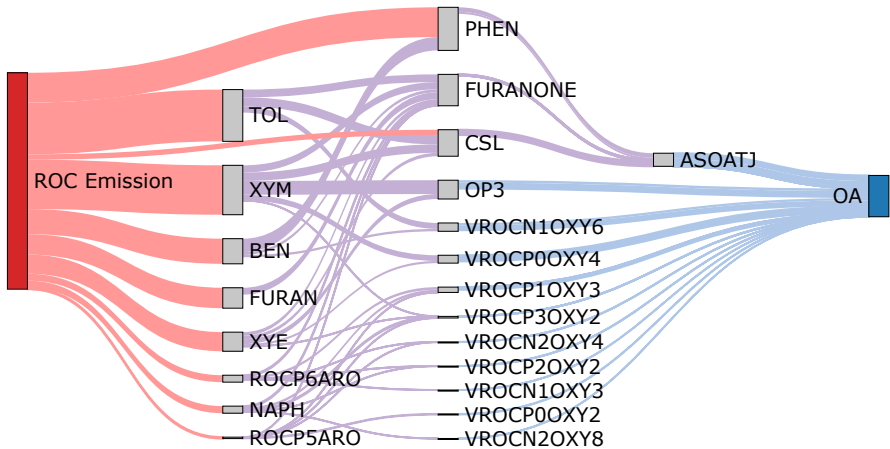 ROC Emission
TOL
XYM
BEN
FURAN
XYE
ROCP6ARO
NAPH
ROCP5ARO
PHEN
FURANONE
CSL
OP3
VROCN1OXY6
VROCP0OXY4
VROCP1OXY3
VROCP3OXY2
VROCN2OXY4
VROCP2OXY2
VROCN1OXY3
VROCP0OXY2
VROCN2OXY8
ASOATJ
OA